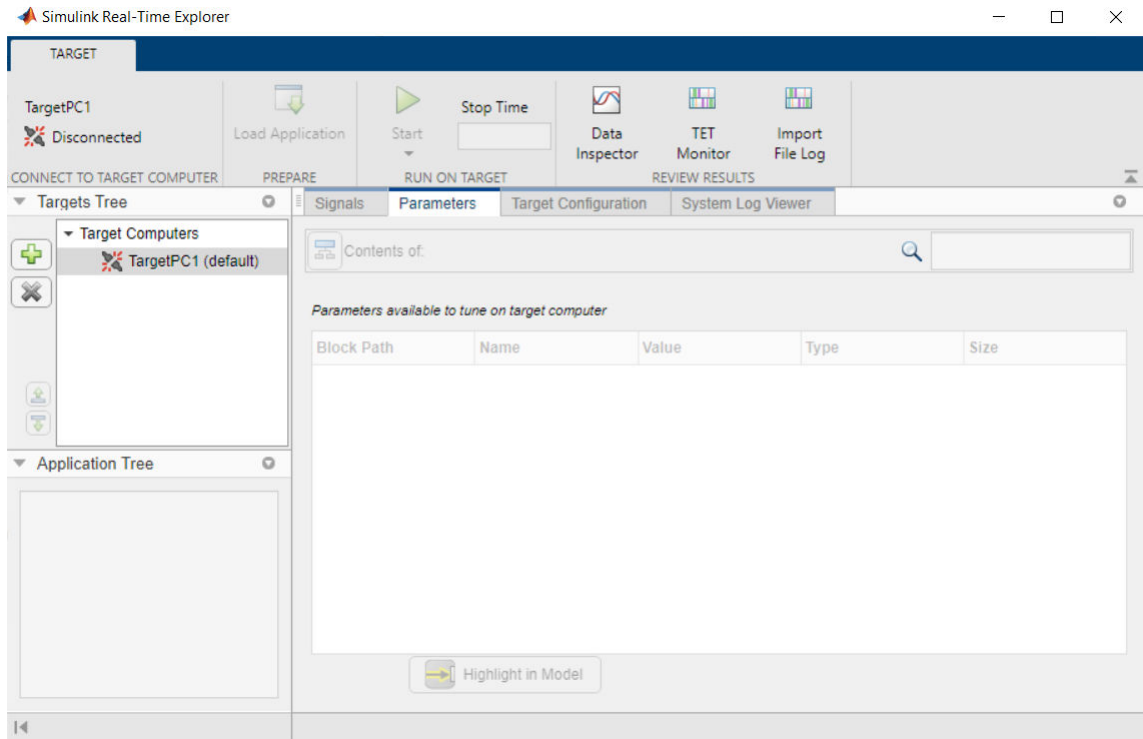 Simulink Real-Time Explorer
TARGET
TargetPC1
Disconnected
CONNECT TO TARGET COMPUTER
Load Application
PREPARE
Start
Stop Time
RUN ON TARGET
Data
Inspector
TET
Monitor
Import
File Log
REVIEW RESULTS
Targets Tree
Target Computers
TargetPC1 (default)
Application Tree
Signals
Parameters
Target Configuration
System Log Viewer
Contents of:
Parameters available to tune on target computer
Block Path Name Value Type Size
Highlight in Model